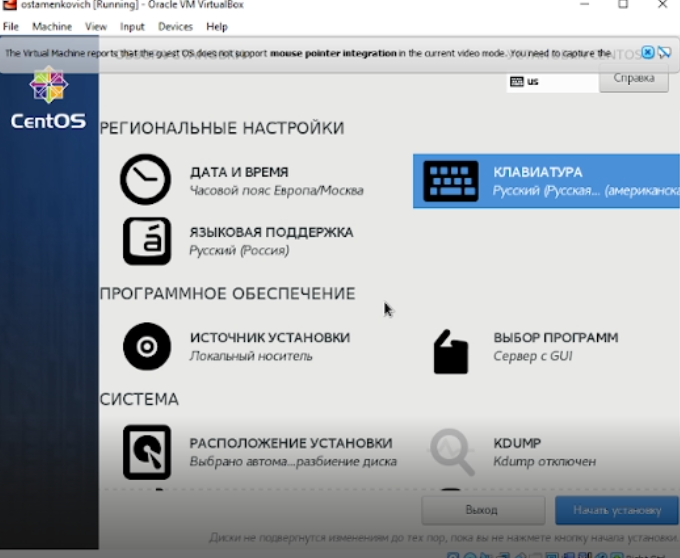 ostamenkovich [Running] - Oracle VM VirtualBox
File Machine View Input Devices Help
The Virtual Machine reports that the guest OS does not support mouse pointer integration in the current video mode. You need to capture the
us
Справка
CentOS
РЕГИОНАЛЬНЫЕ НАСТРОЙКИ
ДАТА И ВРЕМЯ
Часовой пояс Европа/Москва
КЛАВИАТУРА
Русский (Русская... (американска
ЯЗЫКОВАЯ ПОДДЕРЖКА
Русский (Россия)
ПРОГРАММНОЕ ОБЕСПЕЧЕНИЕ
ИСТОЧНИК УСТАНОВКИ
Локальный носитель
ВЫБОР ПРОГРАММ
Сервер с GUI
СИСТЕМА
РАСПОЛОЖЕНИЕ УСТАНОВКИ
Выбрано автома...разбиение диска
KDUMP
Kdump отключен
Выход
Начать установку
Диски не подвергнутся изменениям до тех пор, пока вы не нажмете кнопку начала установки.